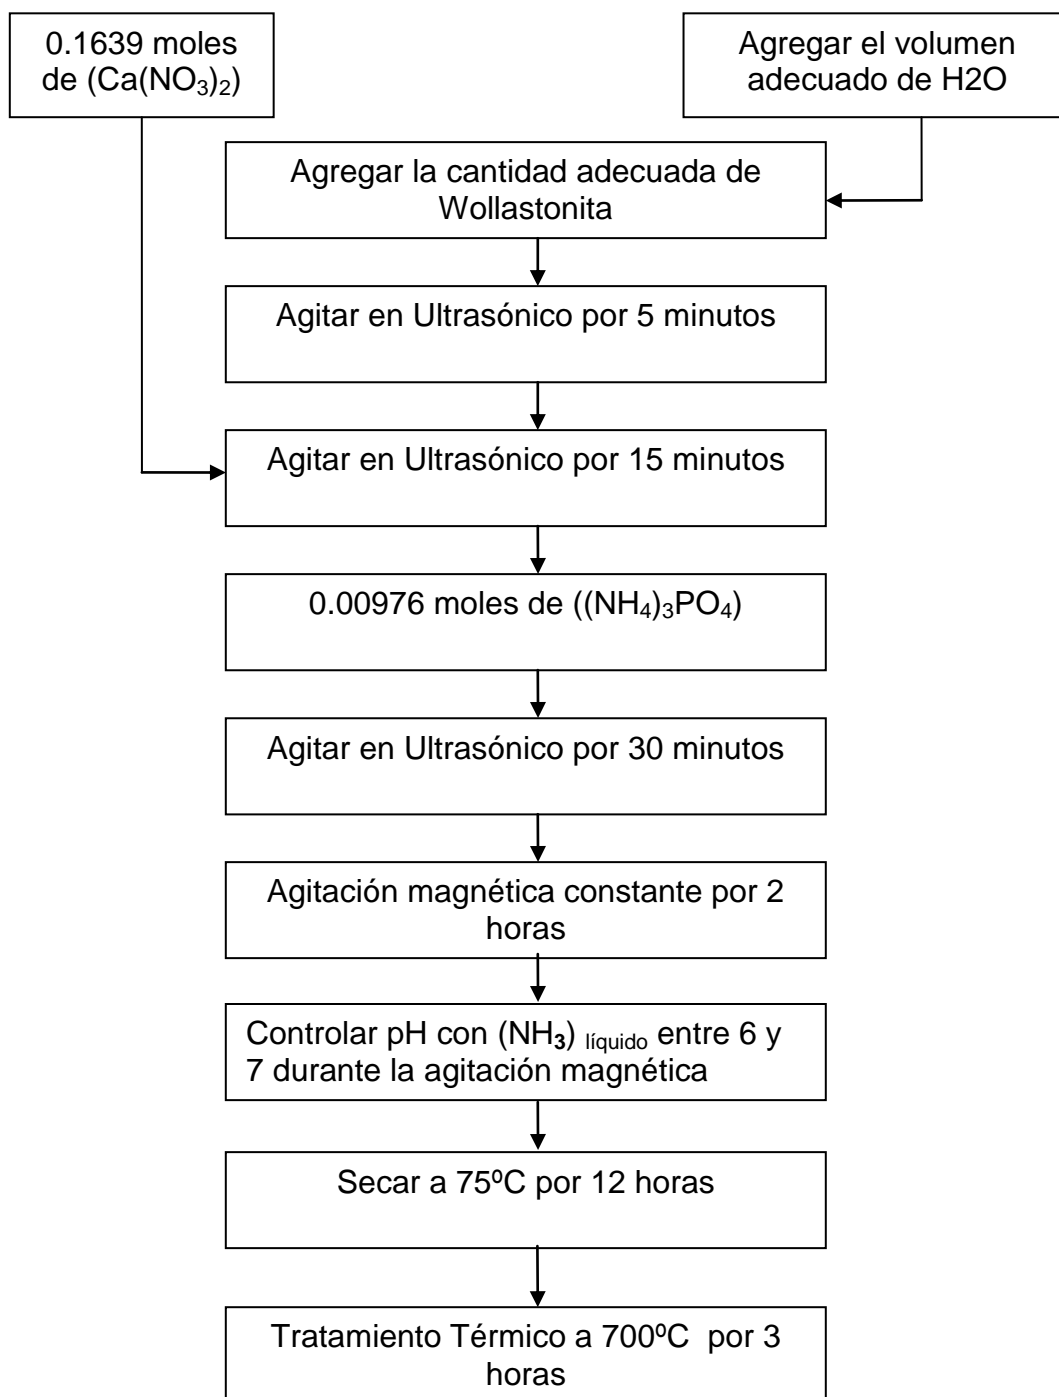 0.1639 moles
de (Ca(NO₃)₂)
Agregar el volumen
adecuado de H2O
Agregar la cantidad adecuada de
Wollastonita
Agitar en Ultrasónico por 5 minutos
Agitar en Ultrasónico por 15 minutos
0.00976 moles de ((NH₄)₃PO₄)
Agitar en Ultrasónico por 30 minutos
Agitación magnética constante por 2
horas
Controlar pH con (NH₃) líquido entre 6 y
7 durante la agitación magnética
Secar a 75ºC por 12 horas
Tratamiento Térmico a 700ºC por 3
horas